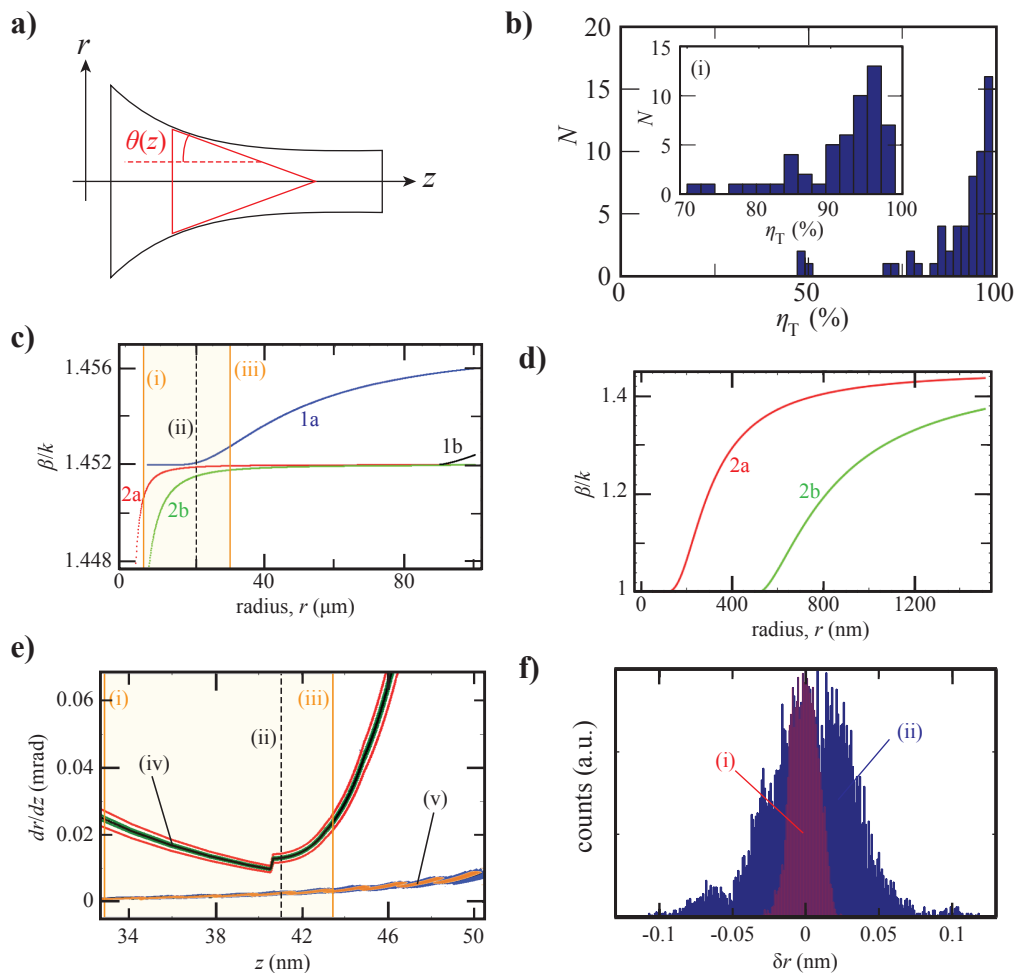 a)
r
θ(z)
z
b)
20
15
10
5
0
N
0
50
100
ηT (%)
(i)
15
10
5
0
N
70
80
90
100
ηT (%)
c)
1.456
1.452
1.448
β/k
(i)
(ii)
(iii)
1a
1b
2a
2b
0
40
80
radius, r (μm)
d)
1.4
1.2
1
β/k
2a
2b
0
400
800
1200
radius, r (nm)
e)
0.06
0.04
0.02
0
dr/dz (mrad)
(i)
(ii)
(iii)
(iv)
(v)
34
38
42
46
50
z (nm)
f)
counts (a.u.)
(i)
(ii)
-0.1
-0.05
0
0.05
0.1
δr (nm)